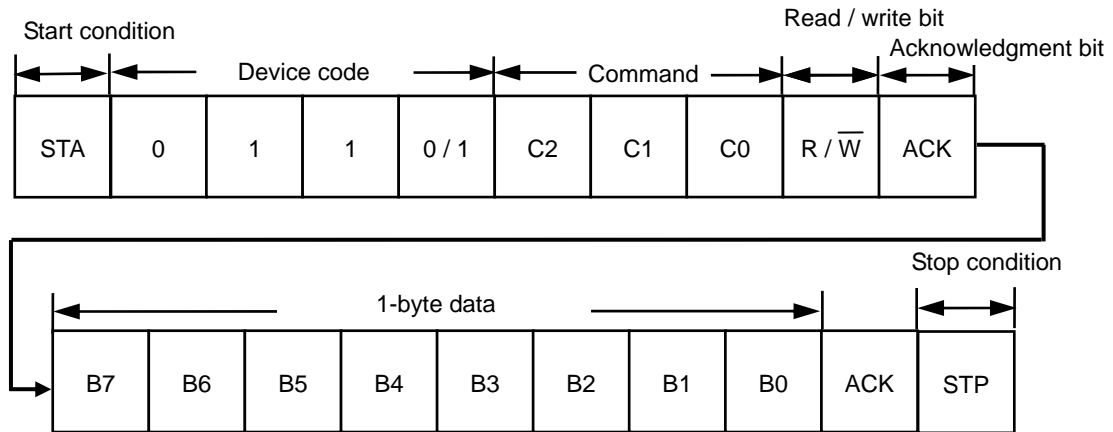 Read / write bit
Start condition
Acknowledgment bit
Device code
Command
STA 0 1 1 0 / 1 C2 C1 C0 R / W̅ ACK
Stop condition
1-byte data
B7 B6 B5 B4 B3 B2 B1 B0 ACK STP